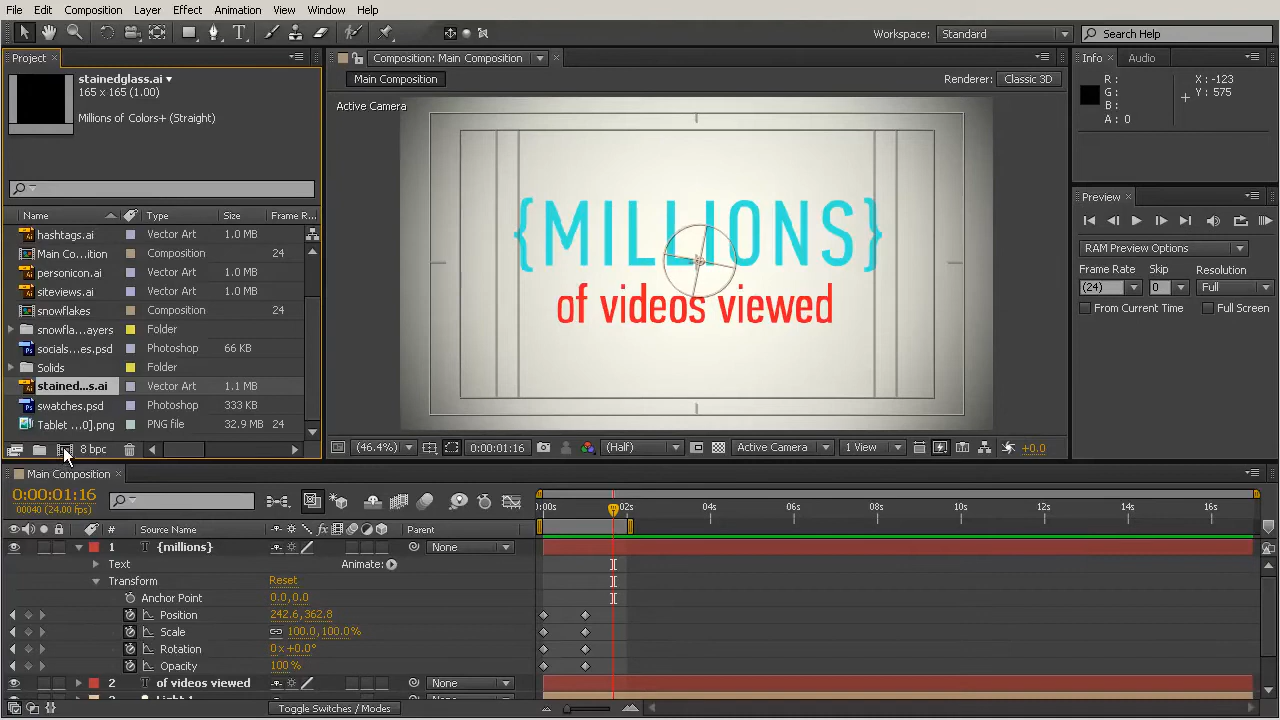 File Edit Composition Layer Effect Animation View Window Help
Workspace: Standard Search Help
Project
stainedglass.ai
165 x 165 (1.00)
Millions of Colors+ (Straight)
Name Type Size Frame R...
hashtags.ai Vector Art 1.0 MB
Main Co...ition Composition 24
personicon.ai Vector Art 1.0 MB
siteviews.ai Vector Art 1.0 MB
snowflakes Composition 24
snowfla...ayers Folder
socials...es.psd Photoshop 66 KB
Solids Folder
stained...s.ai Vector Art 1.1 MB
swatches.psd Photoshop 333 KB
Tablet ...0].png PNG file 32.9 MB
8 bpc
Composition: Main Composition
Main Composition
Renderer: Classic 3D
Active Camera
{MILLIONS}
of videos viewed
(46.4%) 0:00:01:16 (Half) Active Camera 1 View +0.0
Info Audio
R: X: -123
G: Y: 575
B:
A: 0
Preview
RAM Preview Options
Frame Rate Skip Resolution
(24) 0 Full
From Current Time Full Screen
Main Composition
0:00:01:16
00040 (24.00 fps)
:00s 02s 04s 06s 08s 10s 12s 14s 16s
# Source Name fx Parent
1 T {millions} None
Text Animate:
Transform Reset
Anchor Point 0.0,0.0
Position 242.6,362.8
Scale 100.0,100.0%
Rotation 0x+0.0°
Opacity 100%
2 T of videos viewed None
Toggle Switches / Modes